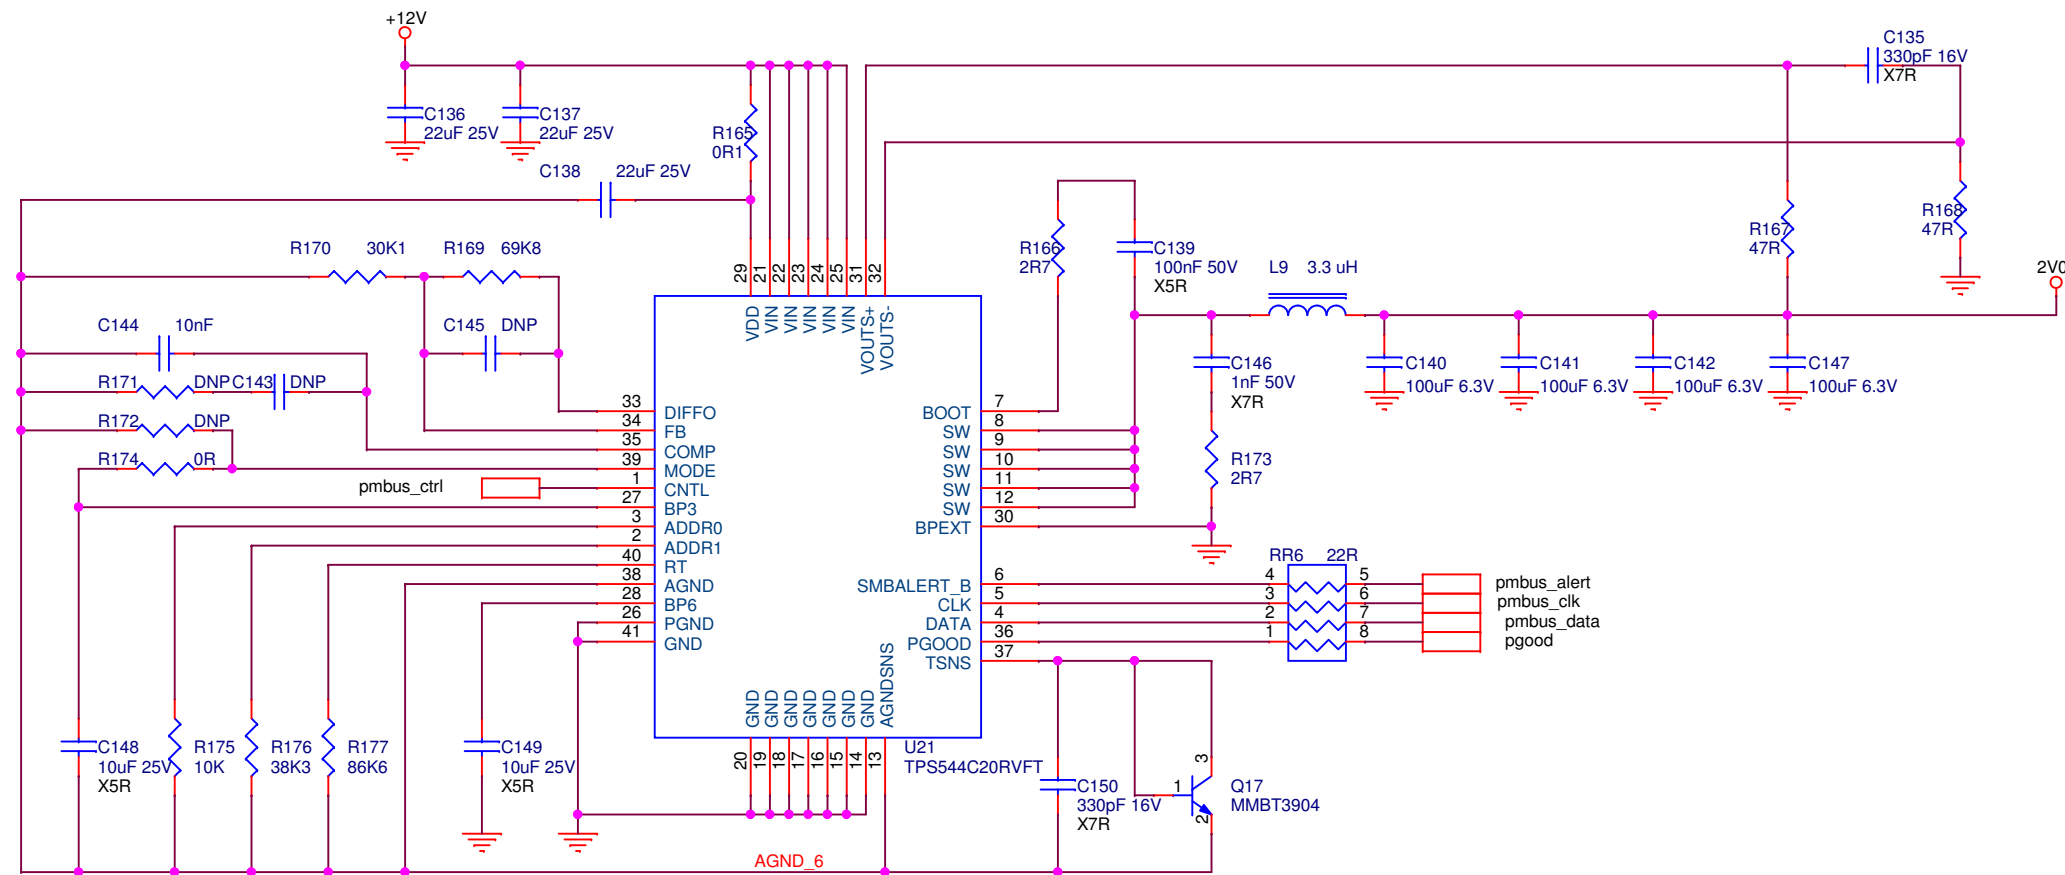 +12V
C135
330pF 16V
X7R
C136
22uF 25V
C137
22uF 25V
R165
0R1
C138 22uF 25V
R168
47R
R167
47R
R170 30K1 R169 69K8
R166
2R7
C139
100nF 50V
X5R
L9 3.3 uH
2V0
29
21
22
23
24
25
31
32
VDD
VIN
VIN
VIN
VIN
VIN
VOUTS+
VOUTS-
C144 10nF
C145 DNP
R171 DNP C143 DNP
R172 DNP
R174 0R
C146
1nF 50V
X7R
C140
100uF 6.3V
C141
100uF 6.3V
C142
100uF 6.3V
C147
100uF 6.3V
R173
2R7
pmbus_ctrl
33 DIFFO
34 FB
35 COMP
39 MODE
1 CNTL
27 BP3
3 ADDR0
2 ADDR1
40 RT
38 AGND
28 BP6
26 PGND
41 GND
BOOT 7
SW 8
SW 9
SW 10
SW 11
SW 12
BPEXT 30
SMBALERT_B 6
CLK 5
DATA 4
PGOOD 36
TSNS 37
RR6 22R
4 5 pmbus_alert
3 6 pmbus_clk
2 7 pmbus_data
1 8 pgood
GND
GND
GND
GND
GND
GND
GND
AGNDSNS
20
19
18
17
16
15
14
13
U21
TPS544C20RVFT
C148
10uF 25V
X5R
R175
10K
R176
38K3
R177
86K6
C149
10uF 25V
X5R
C150
330pF 16V
X7R
3
1
2
Q17
MMBT3904
AGND_6